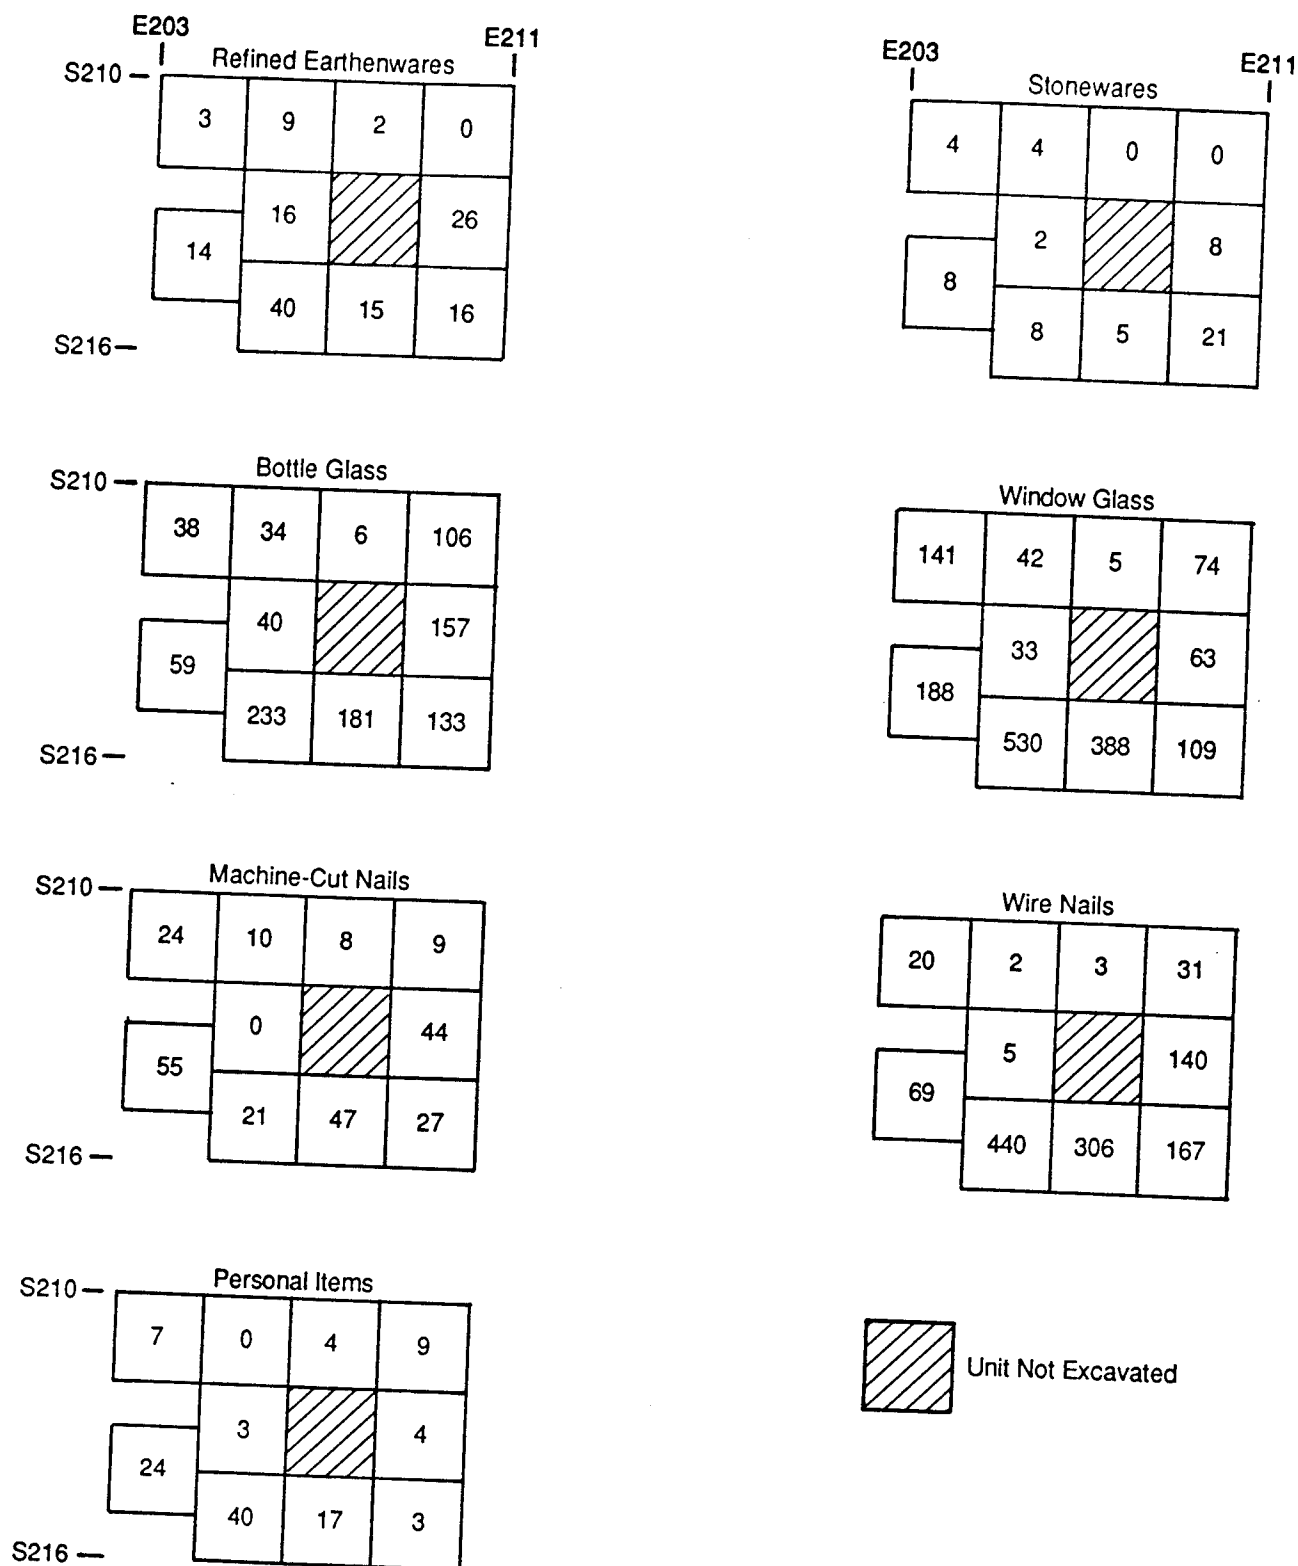 E203 E211 E203 E211
Refined Earthenwares Stonewares
S210
3 9 2 0 4 4 0 0
16 26 2 8
14 8
40 15 16 8 5 21
S216
Bottle Glass Window Glass
S210
38 34 6 106 141 42 5 74
40 157 33 63
59 188
233 181 133 530 388 109
S216
Machine-Cut Nails Wire Nails
S210
24 10 8 9 20 2 3 31
0 44 5 140
55 69
21 47 27 440 306 167
S216
Personal Items
S210
7 0 4 9
Unit Not Excavated
3 4
24
40 17 3
S216